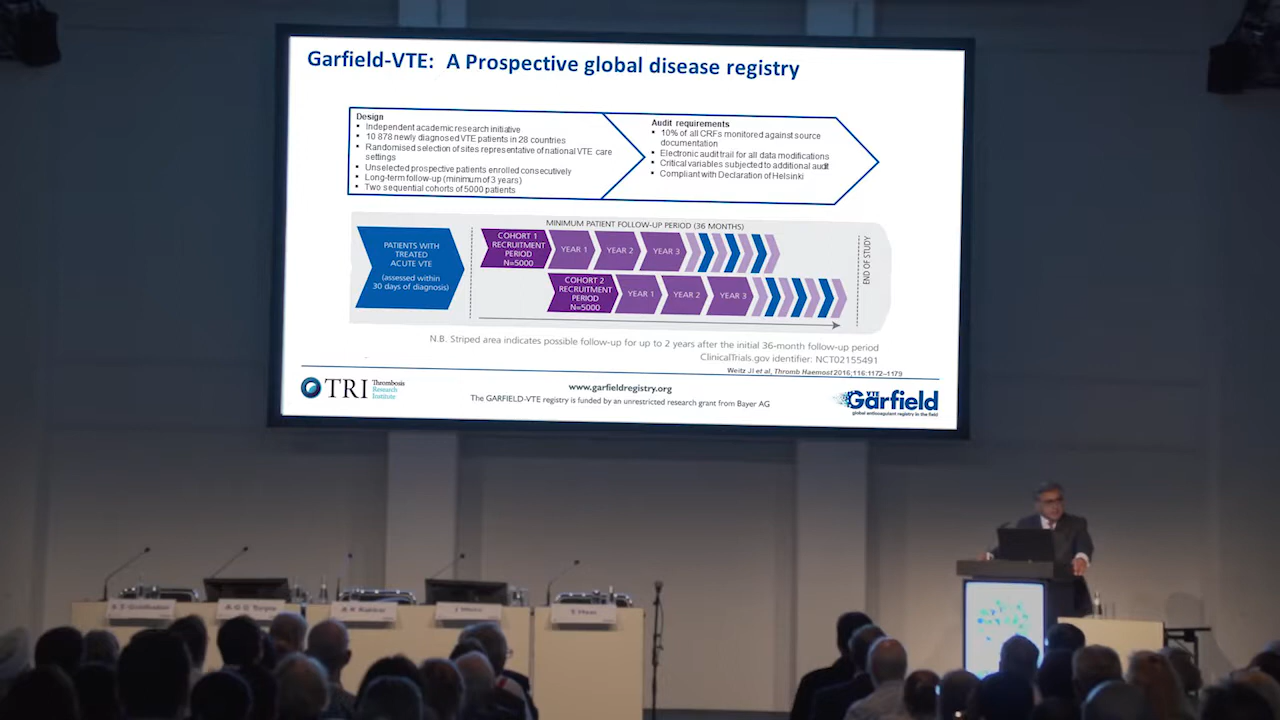 Garfield-VTE: A Prospective global disease registry
Design
▪ Independent academic research initiative
▪ 10 878 newly diagnosed VTE patients in 28 countries
▪ Randomised selection of sites representative of national VTE care
settings
▪ Unselected prospective patients enrolled consecutively
▪ Long-term follow-up (minimum of 3 years)
▪ Two sequential cohorts of 5000 patients
Audit requirements
▪ 10% of all CRFs monitored against source
documentation
▪ Electronic audit trail for all data modifications
▪ Critical variables subjected to additional audit
▪ Compliant with Declaration of Helsinki
MINIMUM PATIENT FOLLOW-UP PERIOD (36 MONTHS)
PATIENTS WITH
TREATED
ACUTE VTE
(assessed within
30 days of diagnosis)
COHORT 1
RECRUITMENT
PERIOD
N=5000
YEAR 1
YEAR 2
YEAR 3
COHORT 2
RECRUITMENT
PERIOD
N=5000
YEAR 1
YEAR 2
YEAR 3
END OF STUDY
N.B. Striped area indicates possible follow-up for up to 2 years after the initial 36-month follow-up period
ClinicalTrials.gov identifier: NCT02155491
Weitz JI et al, Thromb Haemost 2016;116:1172–1179
TRI
Thrombosis
Research
Institute
www.garfieldregistry.org
The GARFIELD-VTE registry is funded by an unrestricted research grant from Bayer AG
VTE
Garfield
global anticoagulant registry in the field